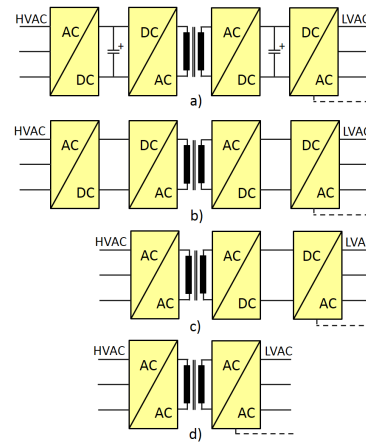 HVAC AC DC AC DC LVAC
+ +
DC AC DC AC
a)
HVAC AC DC AC DC LVAC
DC AC DC AC
b)
HVAC AC AC DC LVAC
AC DC AC
c)
HVAC AC AC LVAC
AC AC
d)